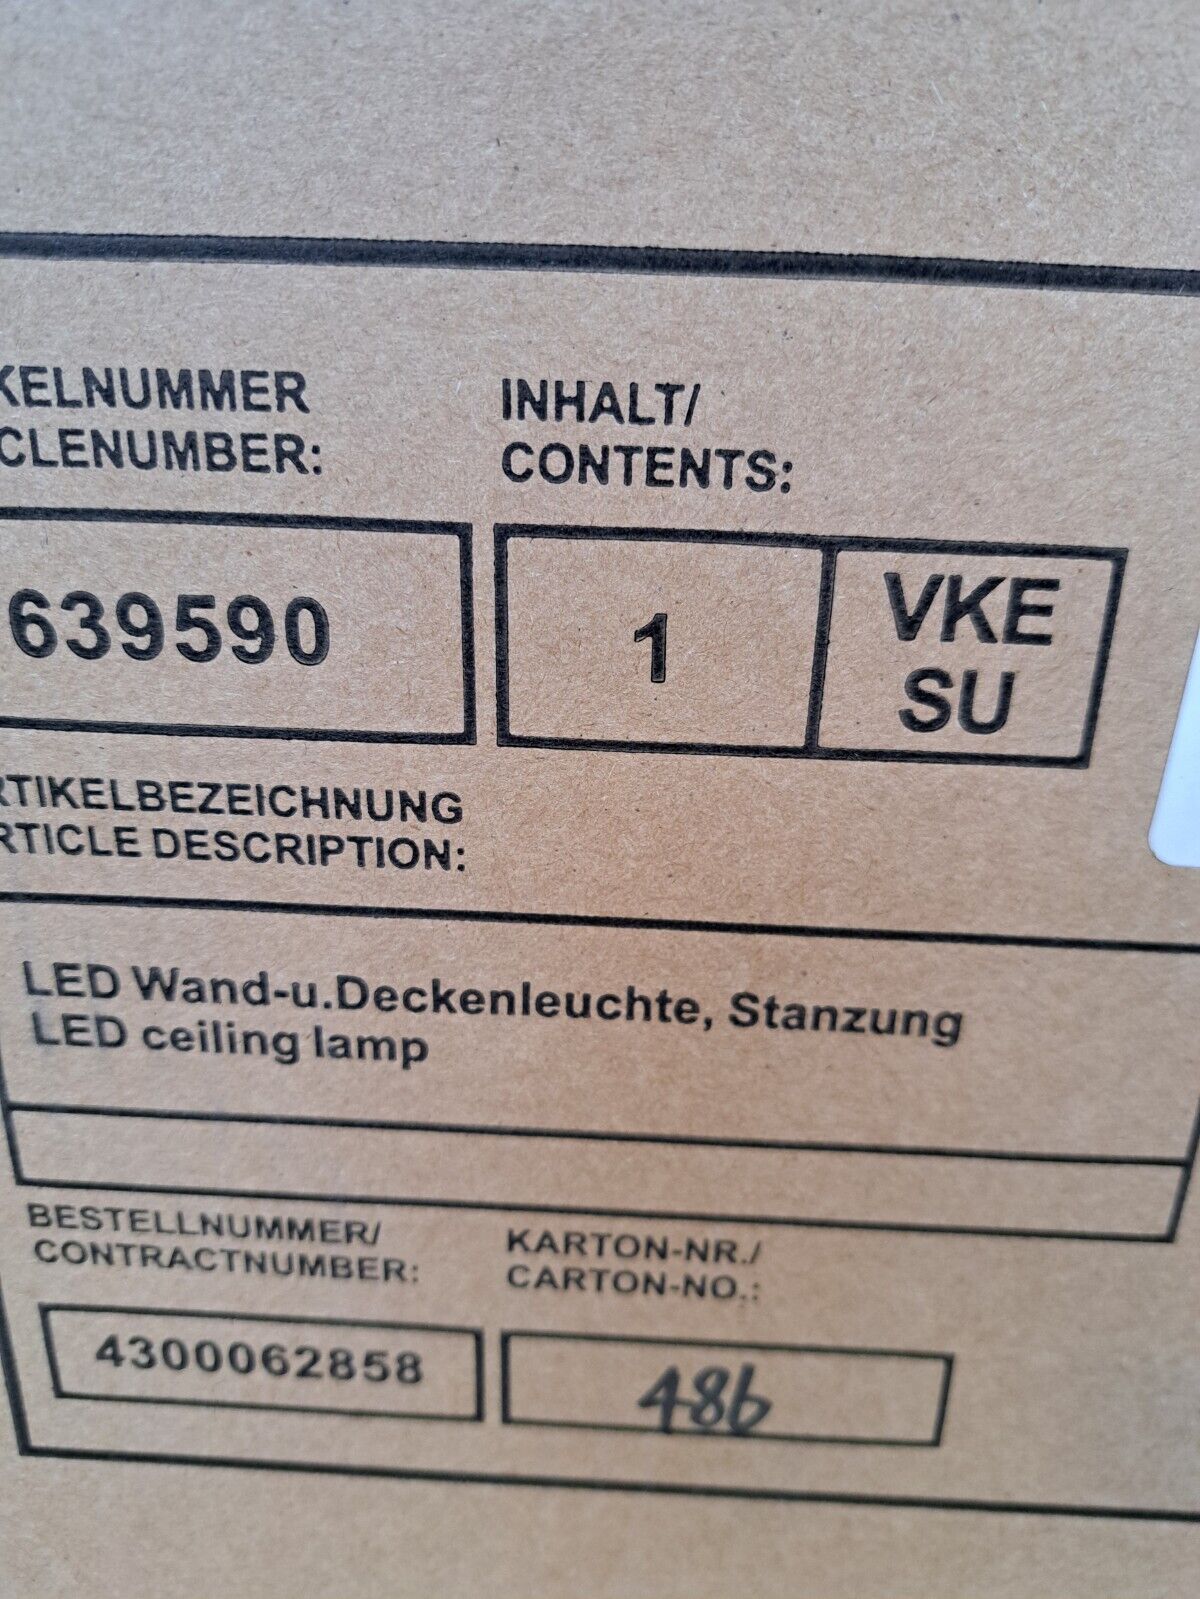 KELNUMMER
CLENUMBER:
INHALT/
CONTENTS:
639590
1
VKE
SU
RTIKELBEZEICHNUNG
RTICLE DESCRIPTION:
LED Wand-u.Deckenleuchte, Stanzung
LED ceiling lamp
BESTELLNUMMER/
CONTRACTNUMBER:
KARTON-NR./
CARTON-NO.:
4300062858
486